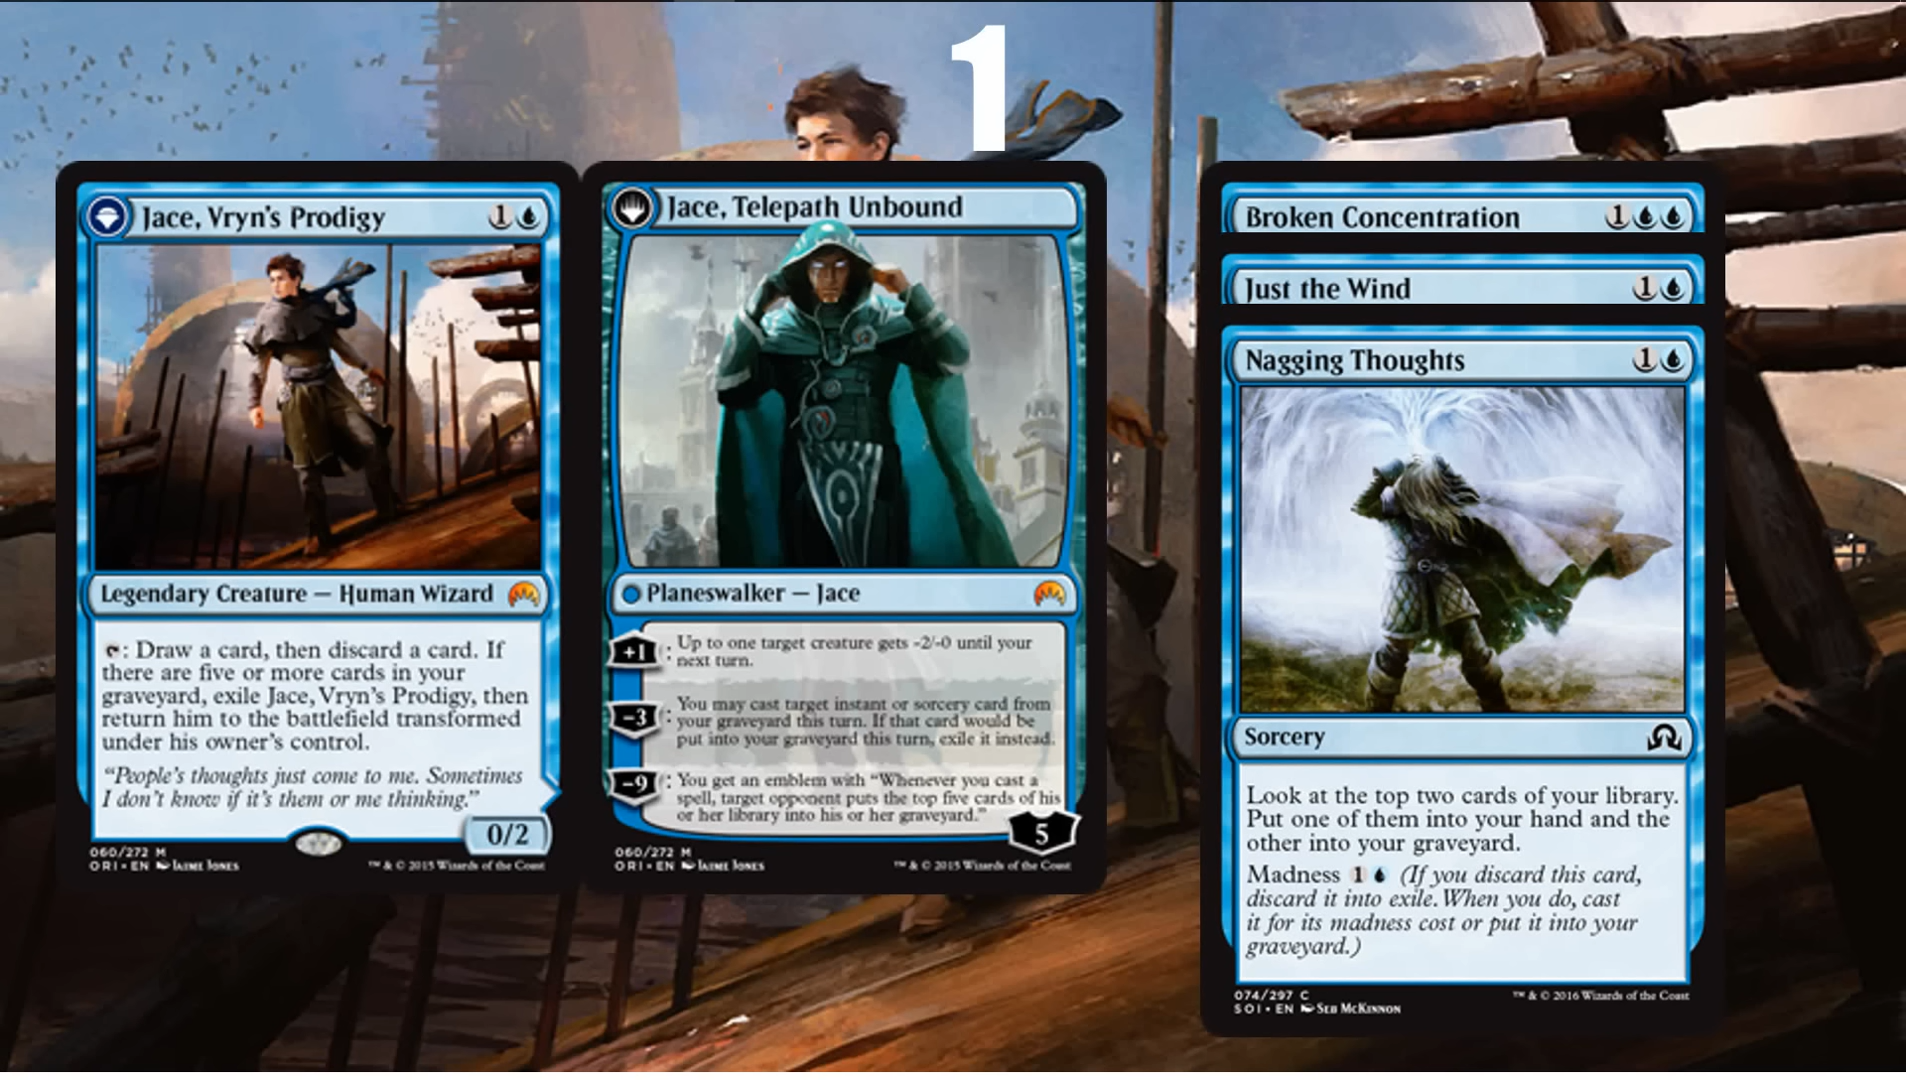 1
Jace, Vryn's Prodigy 1
Legendary Creature — Human Wizard
: Draw a card, then discard a card. If
there are five or more cards in your
graveyard, exile Jace, Vryn's Prodigy, then
return him to the battlefield transformed
under his owner's control.
“People's thoughts just come to me. Sometimes
I don't know if it's them or me thinking.”
0/2
060/272 M
ORI • EN Jaime Jones ™ & © 2015 Wizards of the Coast
Jace, Telepath Unbound
Planeswalker — Jace
+1 : Up to one target creature gets -2/-0 until your
next turn.
-3 : You may cast target instant or sorcery card from
your graveyard this turn. If that card would be
put into your graveyard this turn, exile it instead.
-9 : You get an emblem with “Whenever you cast a
spell, target opponent puts the top five cards of his
or her library into his or her graveyard.”
5
060/272 M
ORI • EN Jaime Jones ™ & © 2015 Wizards of the Coast
Broken Concentration 1
Just the Wind 1
Nagging Thoughts 1
Sorcery
Look at the top two cards of your library.
Put one of them into your hand and the
other into your graveyard.
Madness 1 (If you discard this card,
discard it into exile. When you do, cast
it for its madness cost or put it into your
graveyard.)
074/297 C
SOI • EN Seb McKinnon ™ & © 2016 Wizards of the Coast